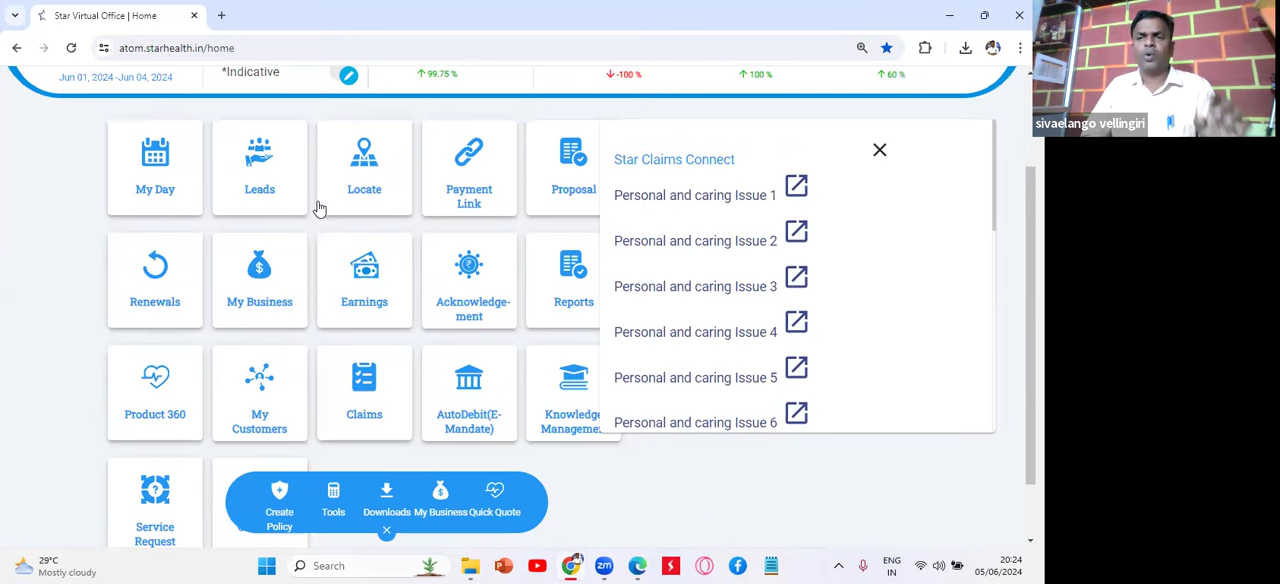 Star Virtual Office | Home
atom.starhealth.in/home
Jun 01, 2024 -Jun 04, 2024
*Indicative
99.75 %
-100 %
100 %
60 %
sivaelango vellingiri
My Day
Leads
Locate
Payment
Link
Proposal
Star Claims Connect
Personal and caring Issue 1
Personal and caring Issue 2
Personal and caring Issue 3
Personal and caring Issue 4
Personal and caring Issue 5
Personal and caring Issue 6
Renewals
My Business
Earnings
Acknowledge-
ment
Reports
Product 360
My
Customers
Claims
AutoDebit(E-
Mandate)
Knowledge
Manageme
Service
Request
Create
Policy
Tools
Downloads
My Business
Quick Quote
29°C
Mostly cloudy
Search
zm
ENG
IN
20:24
05/06/2024